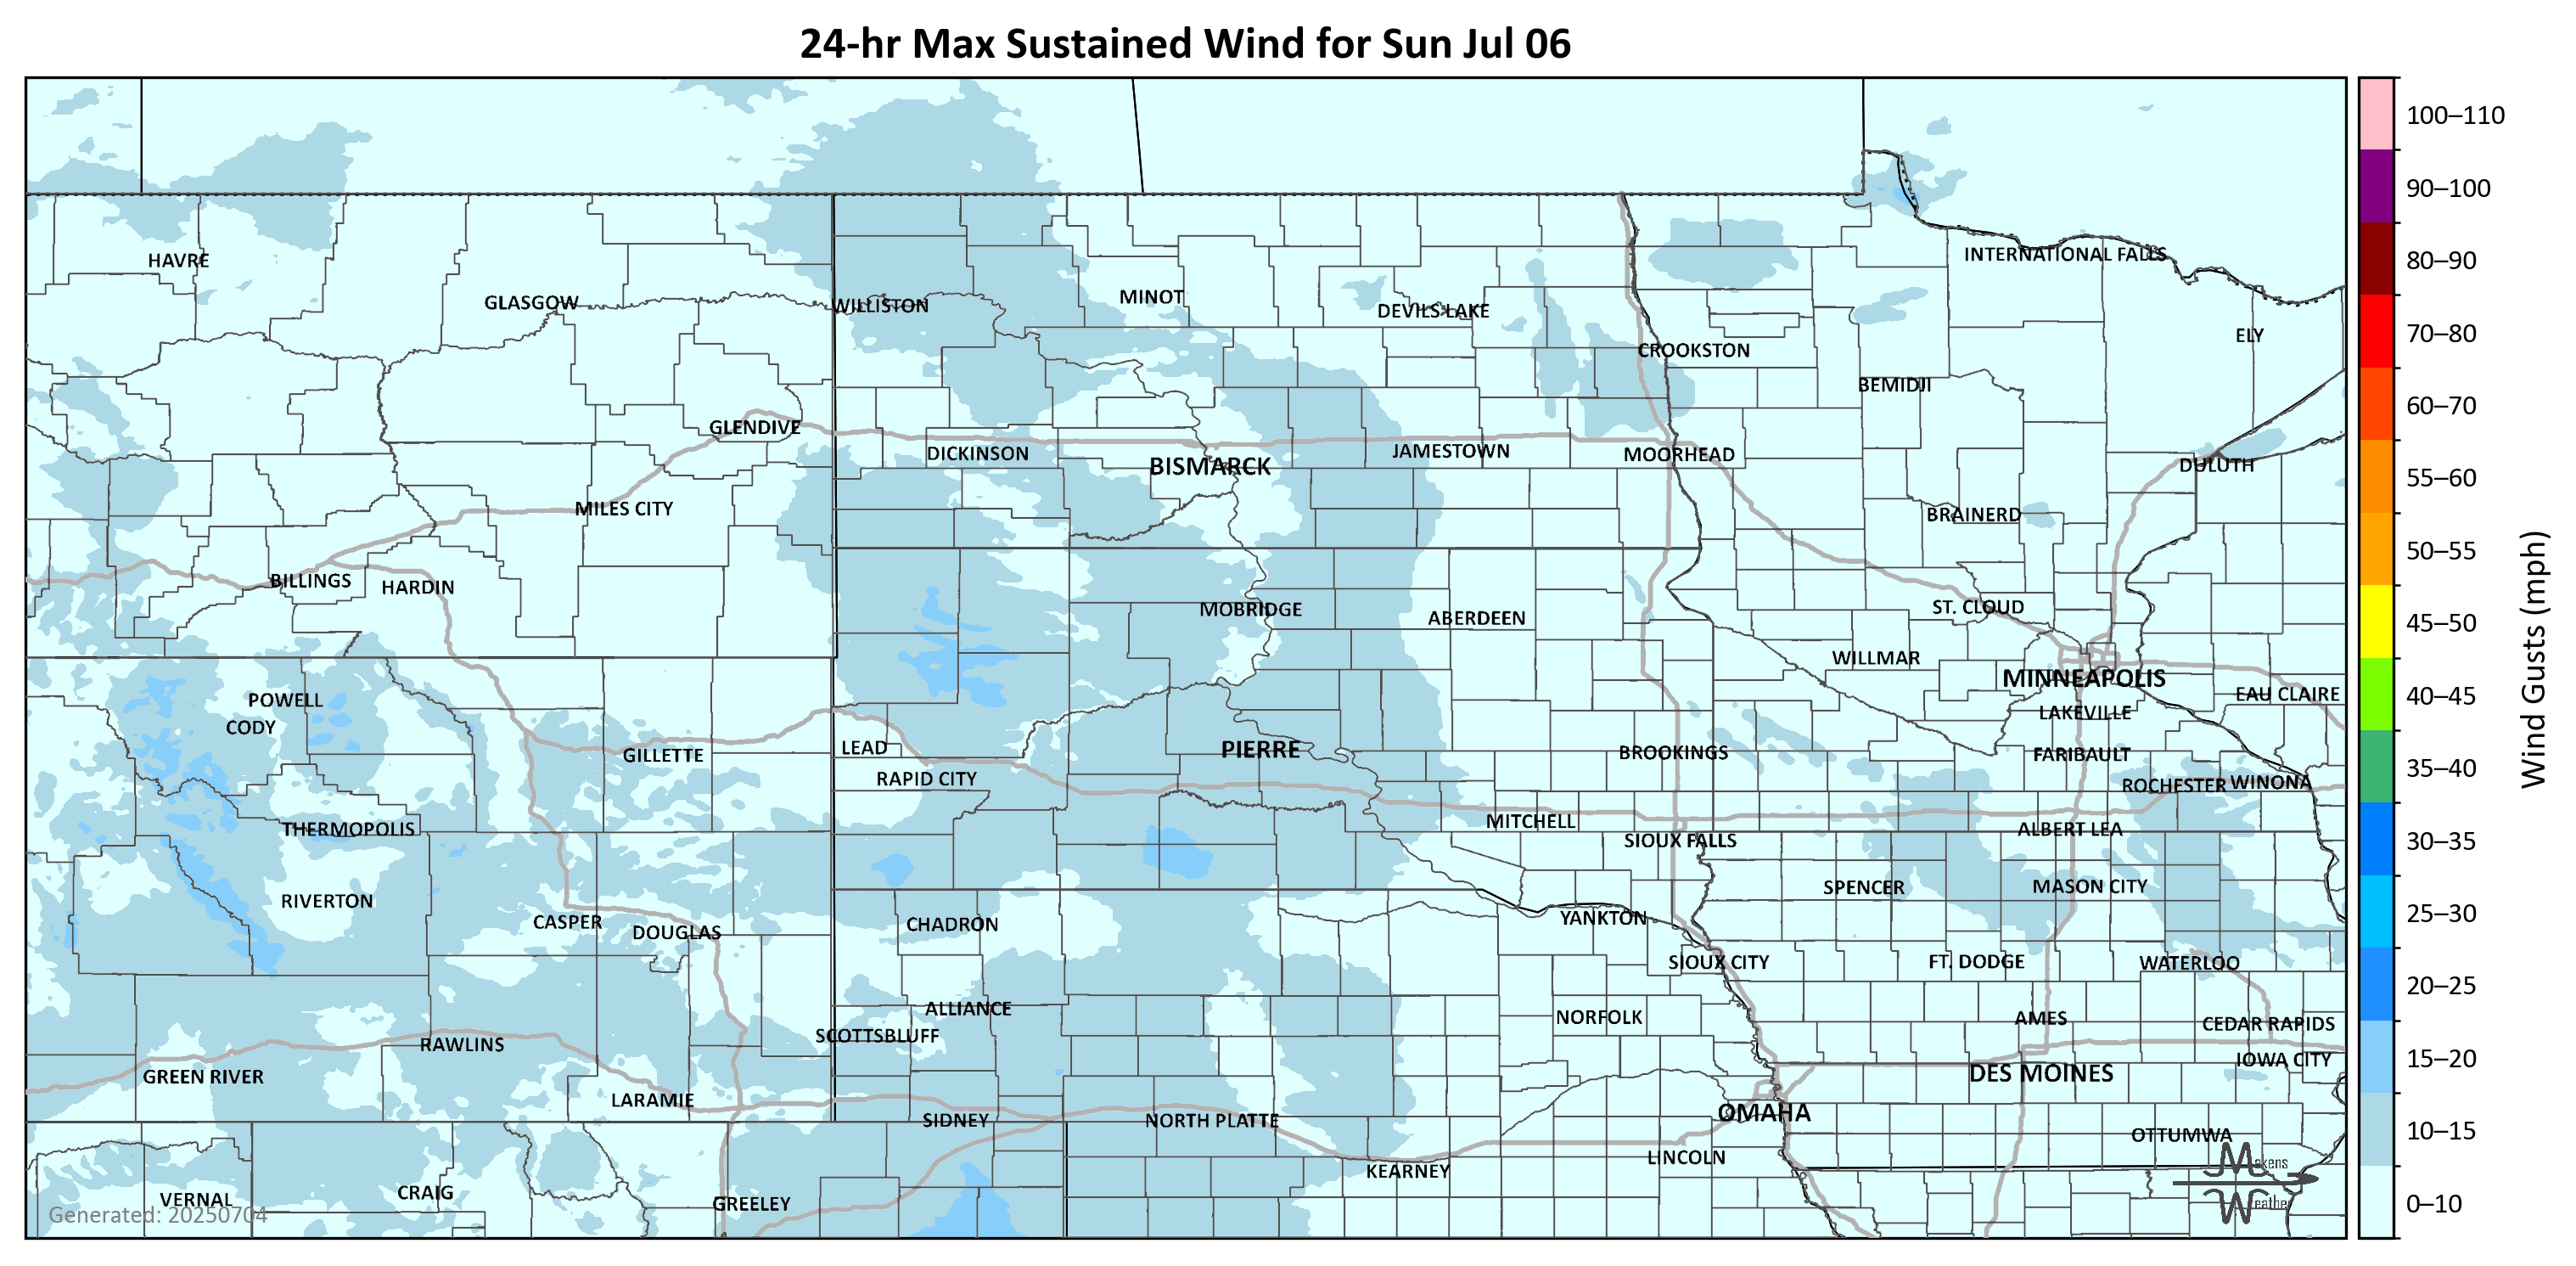 24-hr Max Sustained Wind for Sun Jul 06
100–110
90–100
80–90
70–80
60–70
55–60
50–55
45–50
40–45
35–40
30–35
25–30
20–25
15–20
10–15
0–10
Wind Gusts (mph)
HAVRE
GLASGOW
WILLISTON
MINOT
DEVILS LAKE
INTERNATIONAL FALLS
ELY
CROOKSTON
BEMIDJI
GLENDIVE
DICKINSON
BISMARCK
JAMESTOWN
MOORHEAD
DULUTH
MILES CITY
BRAINERD
BILLINGS
HARDIN
MOBRIDGE
ABERDEEN
ST. CLOUD
WILLMAR
MINNEAPOLIS
EAU CLAIRE
POWELL
CODY
LAKEVILLE
GILLETTE
LEAD
PIERRE
BROOKINGS
FARIBAULT
RAPID CITY
ROCHESTER
WINONA
THERMOPOLIS
MITCHELL
SIOUX FALLS
ALBERT LEA
RIVERTON
SPENCER
MASON CITY
CASPER
DOUGLAS
CHADRON
YANKTON
SIOUX CITY
FT. DODGE
WATERLOO
ALLIANCE
SCOTTSBLUFF
NORFOLK
AMES
CEDAR RAPIDS
RAWLINS
IOWA CITY
GREEN RIVER
DES MOINES
LARAMIE
SIDNEY
NORTH PLATTE
OMAHA
OTTUMWA
KEARNEY
LINCOLN
VERNAL
CRAIG
GREELEY
Generated: 20250704
Makens
Weather